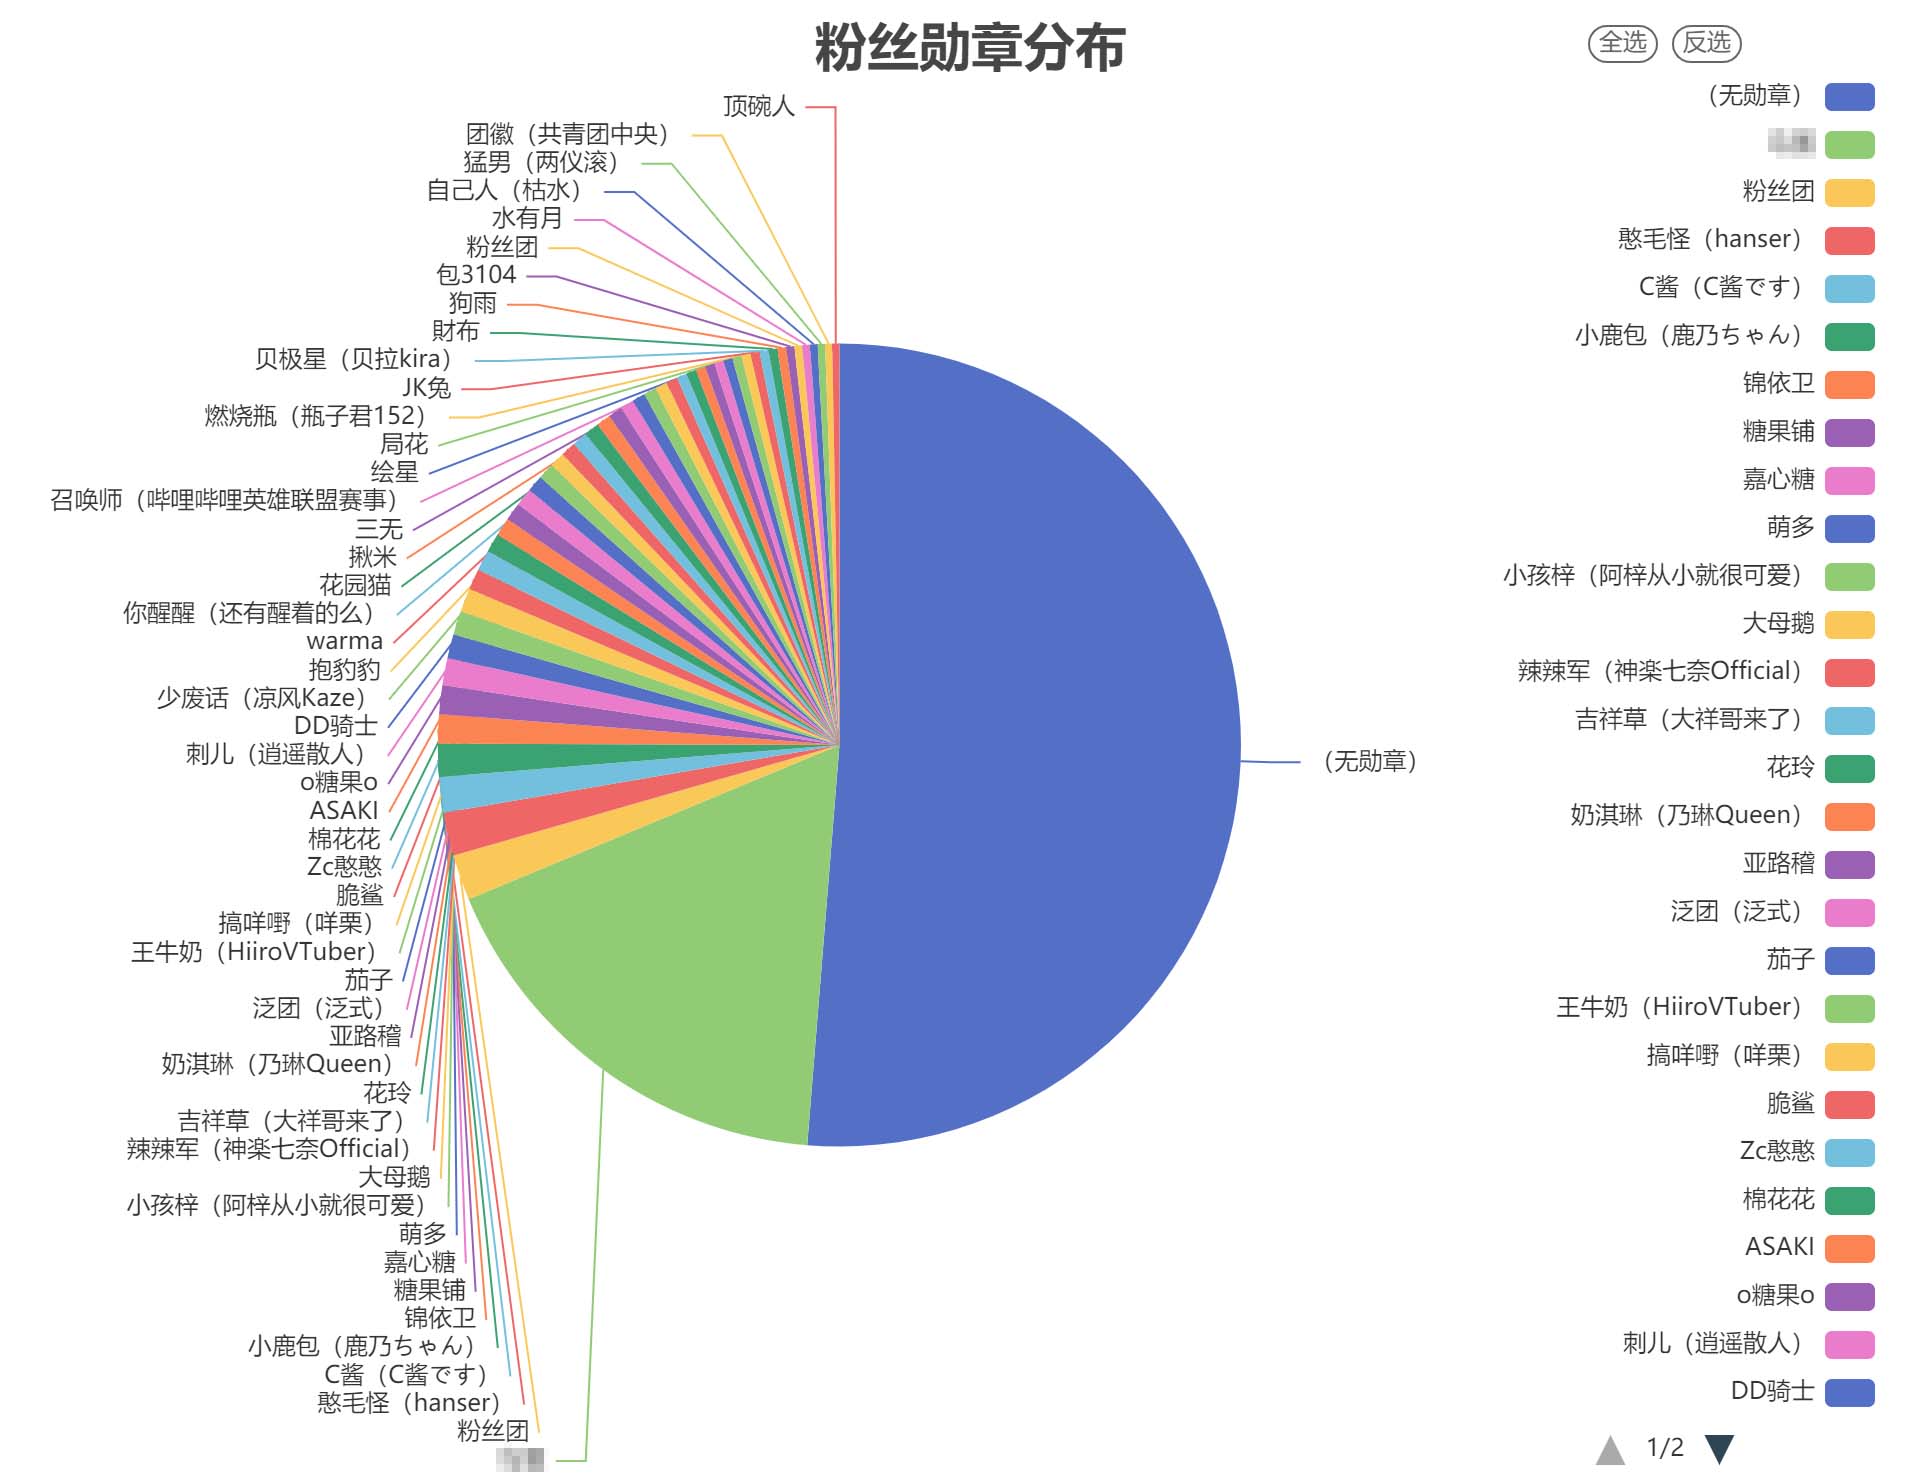 粉丝勋章分布
全选 反选
顶碗人
团徽（共青团中央）
猛男（两仪滚）
自己人（枯水）
水有月
粉丝团
包3104
狗雨
財布
贝极星（贝拉kira）
JK兔
燃烧瓶（瓶子君152）
局花
绘星
召唤师（哔哩哔哩英雄联盟赛事）
三无
揪米
花园猫
你醒醒（还有醒着的么）
warma
抱豹豹
少废话（凉风Kaze）
DD骑士
刺儿（逍遥散人）
o糖果o
ASAKI
棉花花
Zc憨憨
脆鲨
搞咩嘢（咩栗）
王牛奶（HiiroVTuber）
茄子
泛团（泛式）
亚路稽
奶淇琳（乃琳Queen）
花玲
吉祥草（大祥哥来了）
辣辣军（神楽七奈Official）
大母鹅
小孩梓（阿梓从小就很可爱）
萌多
嘉心糖
糖果铺
锦依卫
小鹿包（鹿乃ちゃん）
C酱（C酱です）
憨毛怪（hanser）
粉丝团
（无勋章）
（无勋章）
粉丝团
憨毛怪（hanser）
C酱（C酱です）
小鹿包（鹿乃ちゃん）
锦依卫
糖果铺
嘉心糖
萌多
小孩梓（阿梓从小就很可爱）
大母鹅
辣辣军（神楽七奈Official）
吉祥草（大祥哥来了）
花玲
奶淇琳（乃琳Queen）
亚路稽
泛团（泛式）
茄子
王牛奶（HiiroVTuber）
搞咩嘢（咩栗）
脆鲨
Zc憨憨
棉花花
ASAKI
o糖果o
刺儿（逍遥散人）
DD骑士
1/2